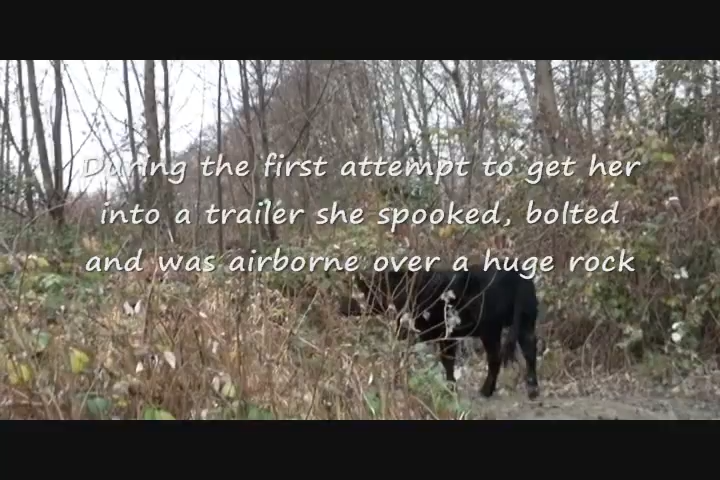 During the first attempt to get her
into a trailer she spooked, bolted
and was airborne over a huge rock